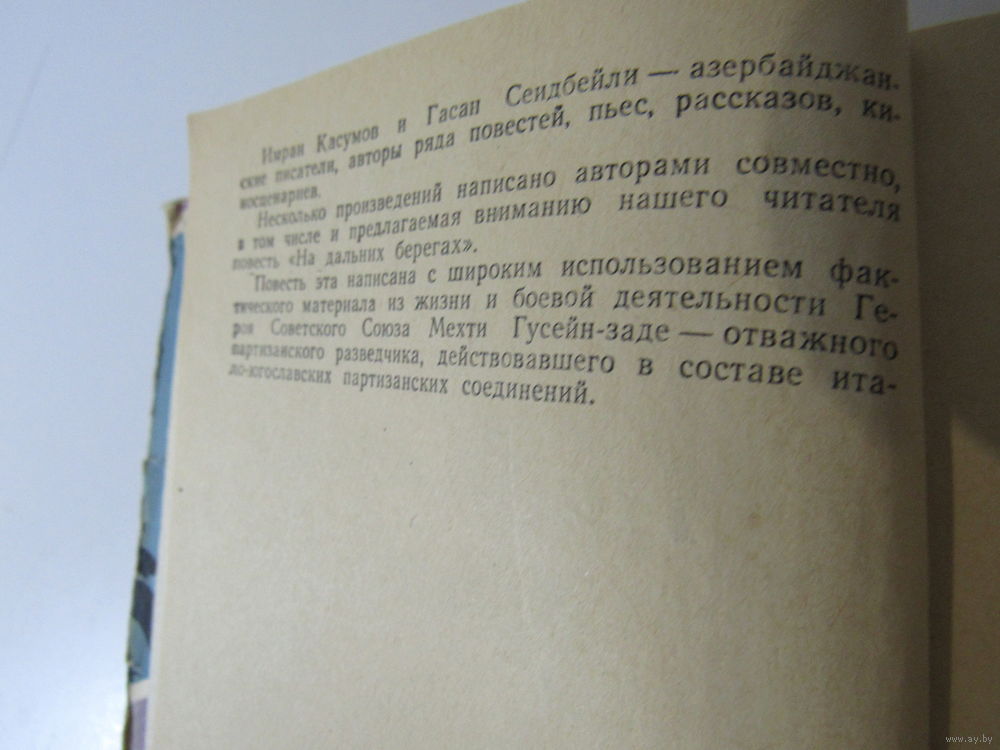 Имран Касумов и Гасан Сеидбейли — азербайджан-
ские писатели, авторы ряда повестей, пьес, рассказов, ки-
носценариев.
Несколько произведений написано авторами совместно,
в том числе и предлагаемая вниманию нашего читателя
повесть «На дальних берегах».
Повесть эта написана с широким использованием фак-
тического материала из жизни и боевой деятельности Ге-
роя Советского Союза Мехти Гусейн-заде — отважного
партизанского разведчика, действовавшего в составе ита-
ло-югославских партизанских соединений.
www.ay.by